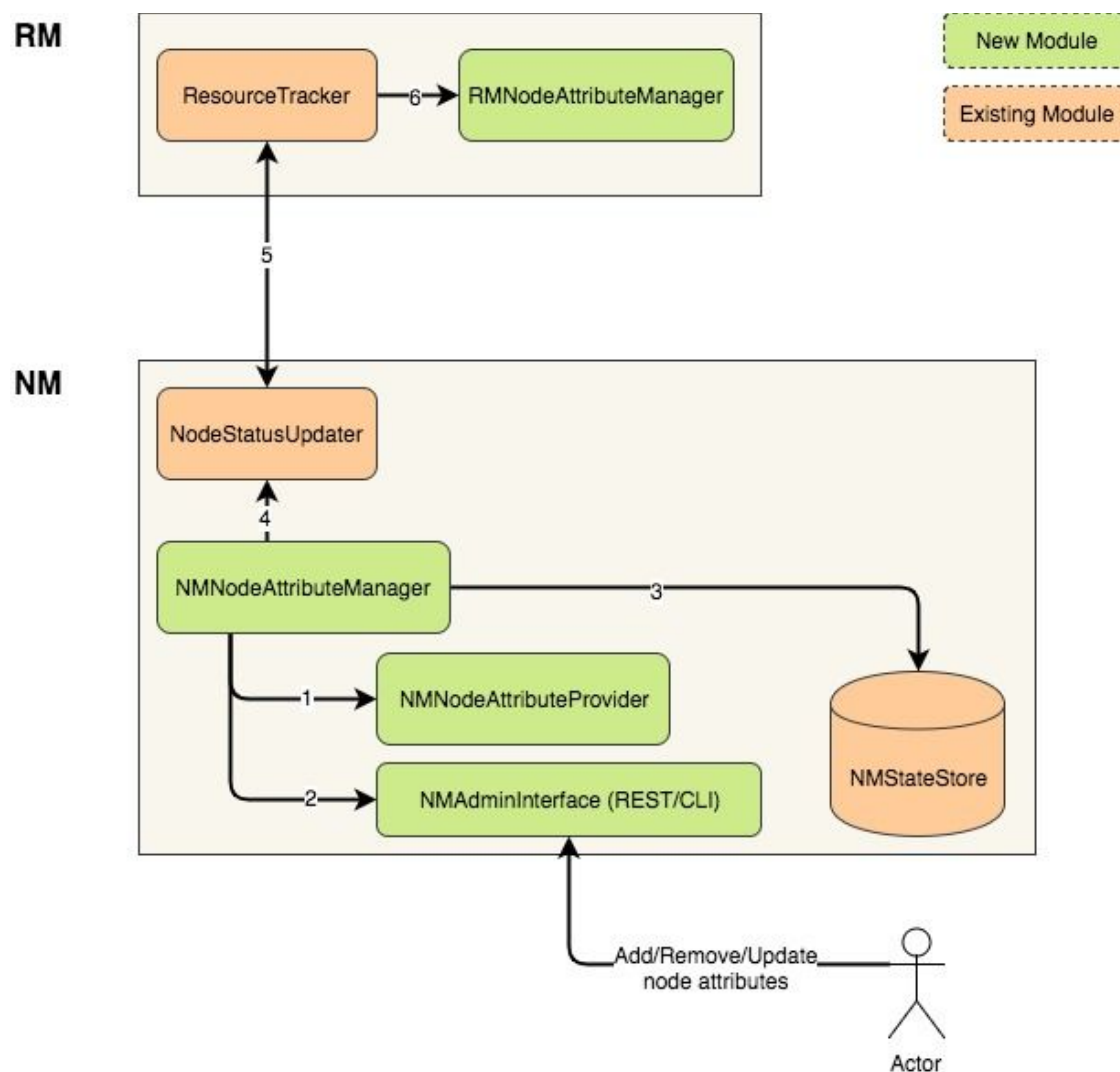 RM
New Module
ResourceTracker
6
RMNodeAttributeManager
Existing Module
5
NM
NodeStatusUpdater
4
NMNodeAttributeManager
3
1
NMNodeAttributeProvider
NMStateStore
2
NMAdminInterface (REST/CLI)
Add/Remove/Update
node attributes
Actor